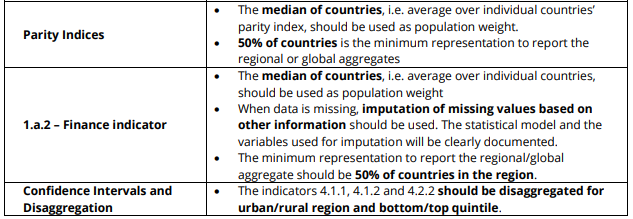 Parity Indices
• The median of countries, i.e. average over individual countries'
parity index, should be used as population weight.
• 50% of countries is the minimum representation to report the
regional or global aggregates
1.a.2 – Finance indicator
• The median of countries, i.e. average over individual countries,
should be used as population weight
• When data is missing, imputation of missing values based on
other information should be used. The statistical model and the
variables used for imputation will be clearly documented.
• The minimum representation to report the regional/global
aggregate should be 50% of countries in the region.
Confidence Intervals and
Disaggregation
• The indicators 4.1.1, 4.1.2 and 4.2.2 should be disaggregated for
urban/rural region and bottom/top quintile.